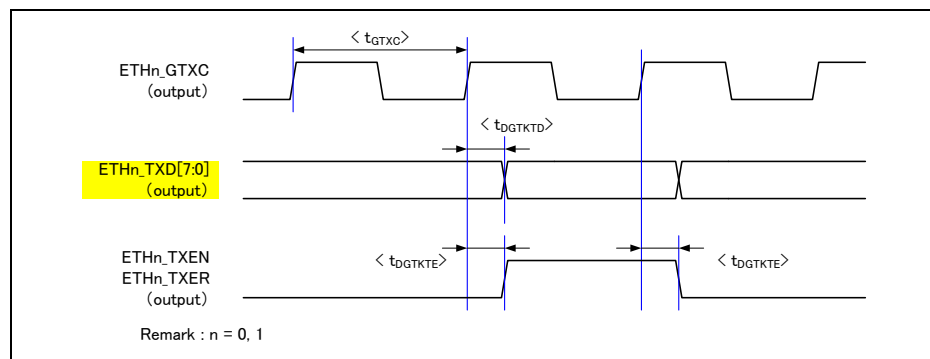 < tGTXC>
ETHn_GTXC
(output)
< tDGTKTD>
ETHn_TXD[7:0]
(output)
ETHn_TXEN
ETHn_TXER
(output)
< tDGTKTE>
< tDGTKTE>
Remark : n = 0, 1